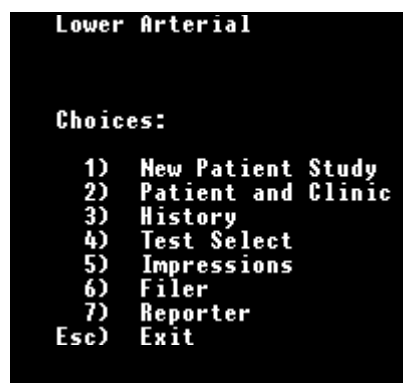 Lower Arterial
Choices:
1) New Patient Study
2) Patient and Clinic
3) History
4) Test Select
5) Impressions
6) Filer
7) Reporter
Esc) Exit